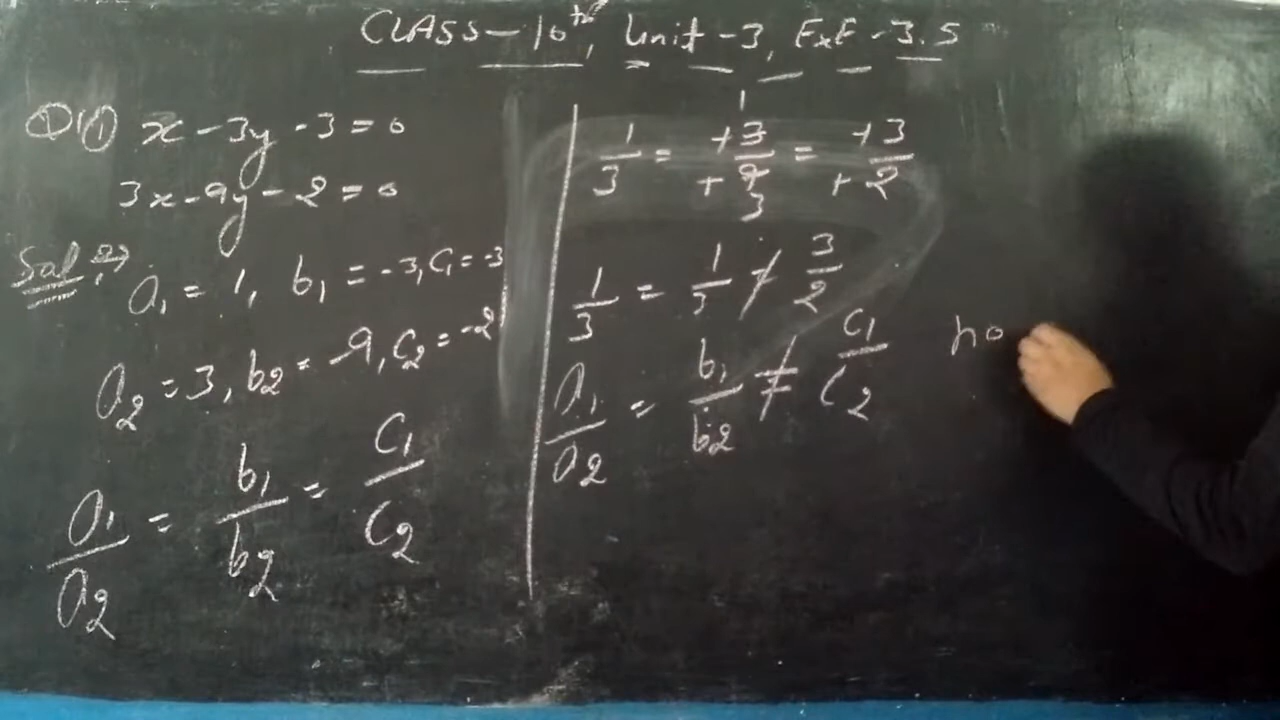 CLASS-10th, Unit-3, ExE-3.5
Q1(i) x - 3y - 3 = 0
3x - 9y - 2 = 0
Sol,⇒ a₁ = 1, b₁ = -3, c₁ = -3
a₂ = 3, b₂ = -9, c₂ = -2
a₁/a₂ = b₁/b₂ = c₁/c₂
1/3 = +3/+9 = +3/+2
1/3 = 1/3 ≠ 3/2
a₁/a₂ = b₁/b₂ ≠ c₁/c₂ no